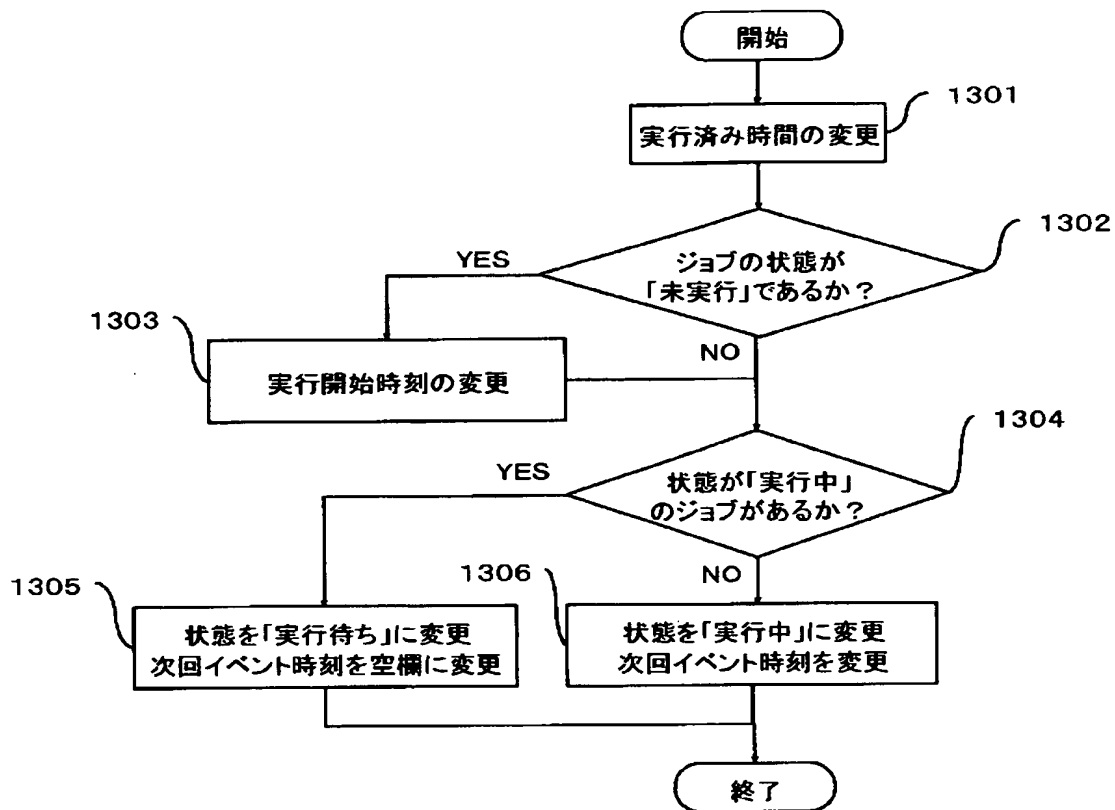 開始
1301
実行済み時間の変更
1302
YES
ジョブの状態が
「未実行」であるか?
1303
NO
実行開始時刻の変更
1304
YES
状態が「実行中」
のジョブがあるか?
1305
1306
NO
状態を「実行待ち」に変更
次回イベント時刻を空欄に変更
状態を「実行中」に変更
次回イベント時刻を変更
終了